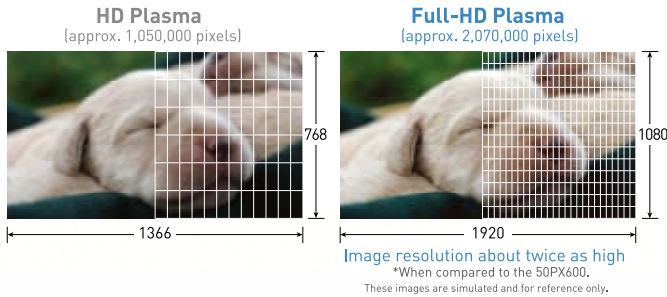 HD Plasma
(approx. 1,050,000 pixels)
768
1366
Full-HD Plasma
(approx. 2,070,000 pixels)
1080
1920
Image resolution about twice as high
*When compared to the 50PX600.
These images are simulated and for reference only.